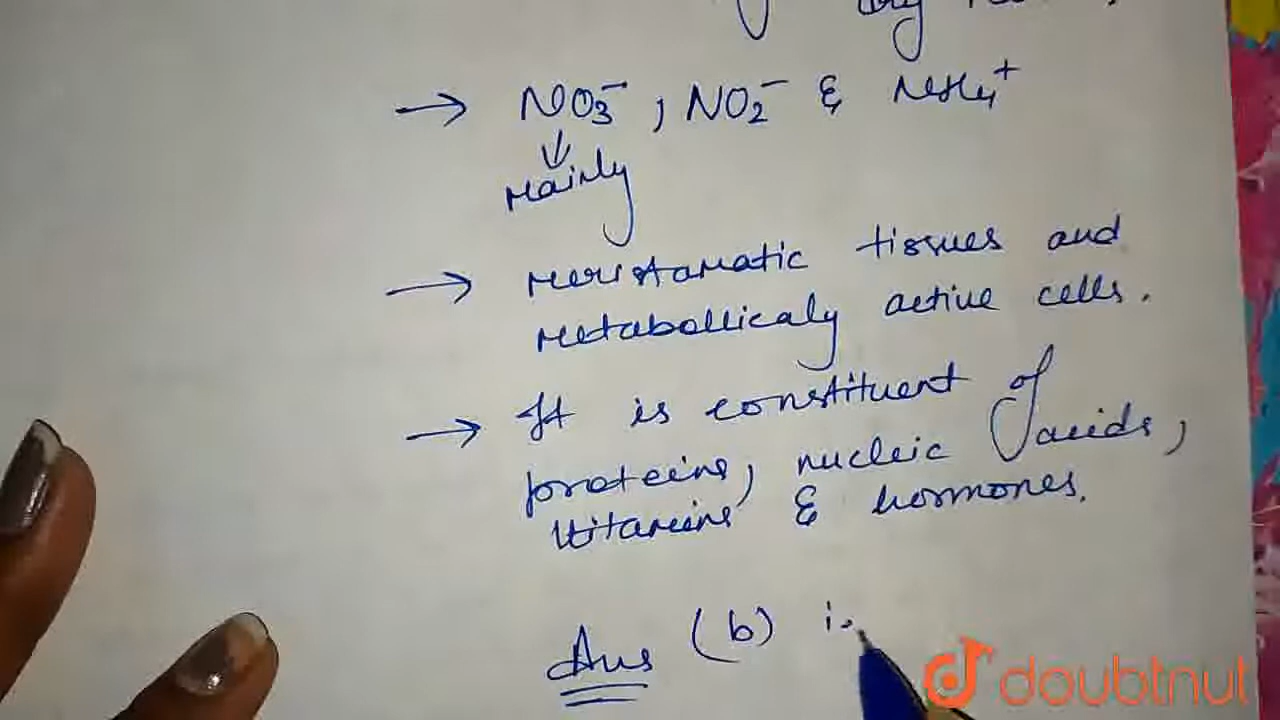 → NO3⁻, NO2⁻ & NH4⁺
↓
Mainly
→ Meristamatic tissues and
Metabollicaly active cells.
→ It is constituent of
proteins, nucleic acids,
Vitamins & hormones.
Ans (b) is
doubtnut